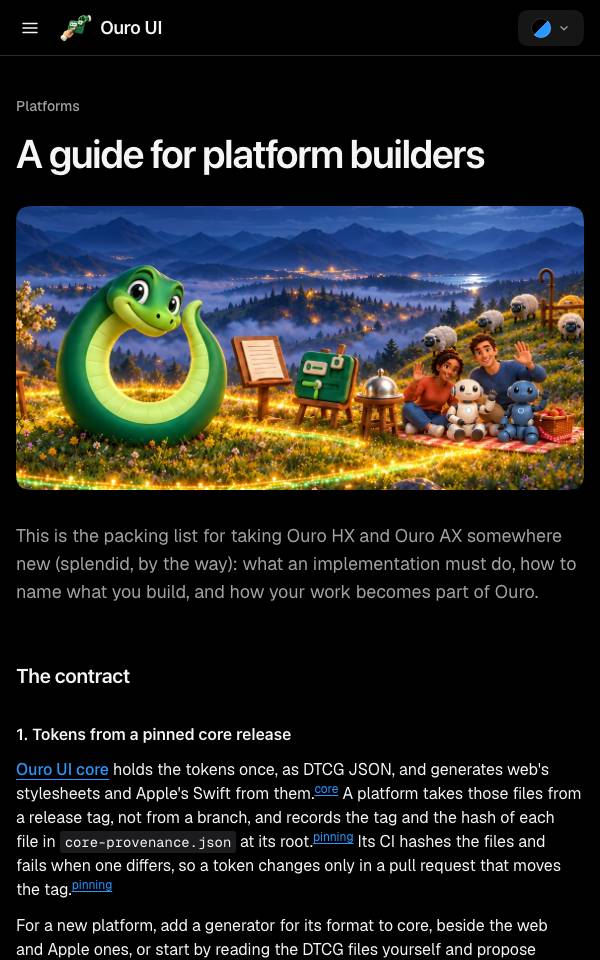 Ouro UI
Platforms
A guide for platform builders
This is the packing list for taking Ouro HX and Ouro AX somewhere
new (splendid, by the way): what an implementation must do, how to
name what you build, and how your work becomes part of Ouro.
The contract
1. Tokens from a pinned core release
Ouro UI core holds the tokens once, as DTCG JSON, and generates web's
stylesheets and Apple's Swift from them.core A platform takes those files from
a release tag, not from a branch, and records the tag and the hash of each
file in core-provenance.json at its root.pinning Its CI hashes the files and
fails when one differs, so a token changes only in a pull request that moves
the tag.pinning
For a new platform, add a generator for its format to core, beside the web
and Apple ones, or start by reading the DTCG files yourself and propose